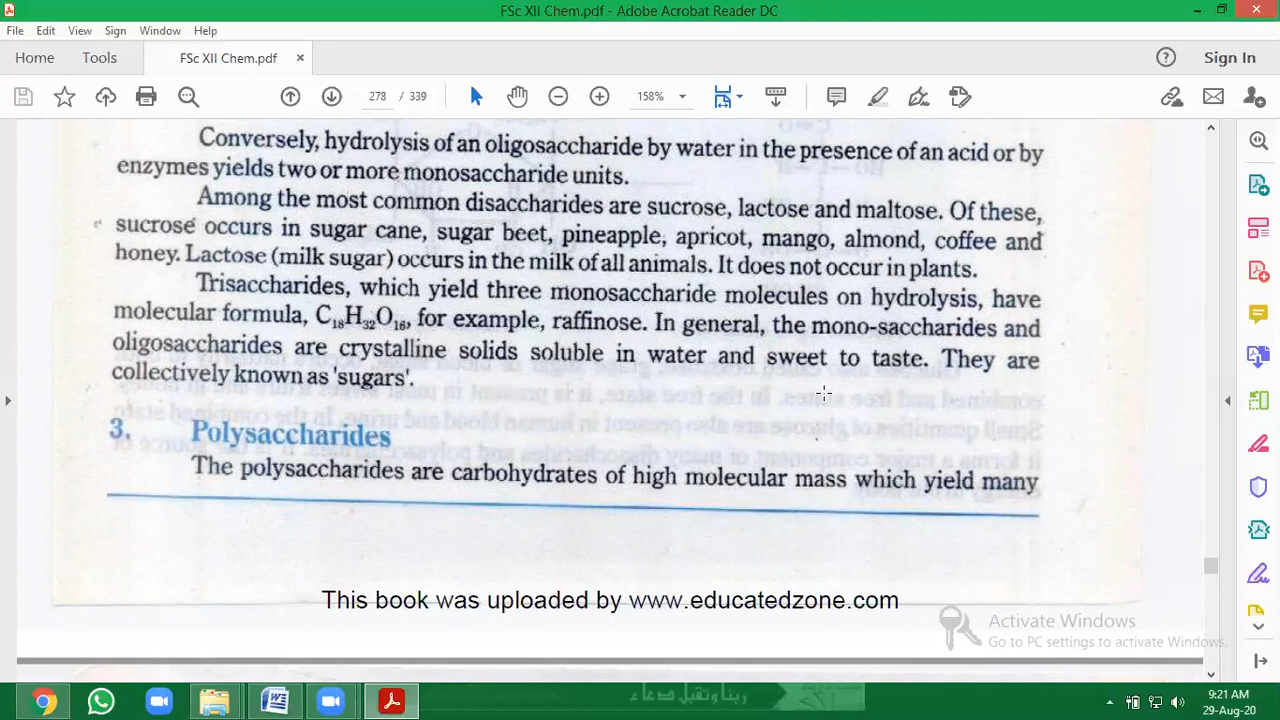 FSc XII Chem.pdf - Adobe Acrobat Reader DC
File Edit View Sign Window Help
Home Tools FSc XII Chem.pdf × Sign In
278 / 339 158%
Conversely, hydrolysis of an oligosaccharide by water in the presence of an acid or by
enzymes yields two or more monosaccharide units.
Among the most common disaccharides are sucrose, lactose and maltose. Of these,
sucrose occurs in sugar cane, sugar beet, pineapple, apricot, mango, almond, coffee and
honey. Lactose (milk sugar) occurs in the milk of all animals. It does not occur in plants.
Trisaccharides, which yield three monosaccharide molecules on hydrolysis, have
molecular formula, C₁₈H₃₂O₁₆, for example, raffinose. In general, the mono-saccharides and
oligosaccharides are crystalline solids soluble in water and sweet to taste. They are
collectively known as 'sugars'.
3. Polysaccharides
The polysaccharides are carbohydrates of high molecular mass which yield many
This book was uploaded by www.educatedzone.com
Activate Windows
Go to PC settings to activate Windows.
ربنا وتقبل دعاء
9:21 AM
29-Aug-20